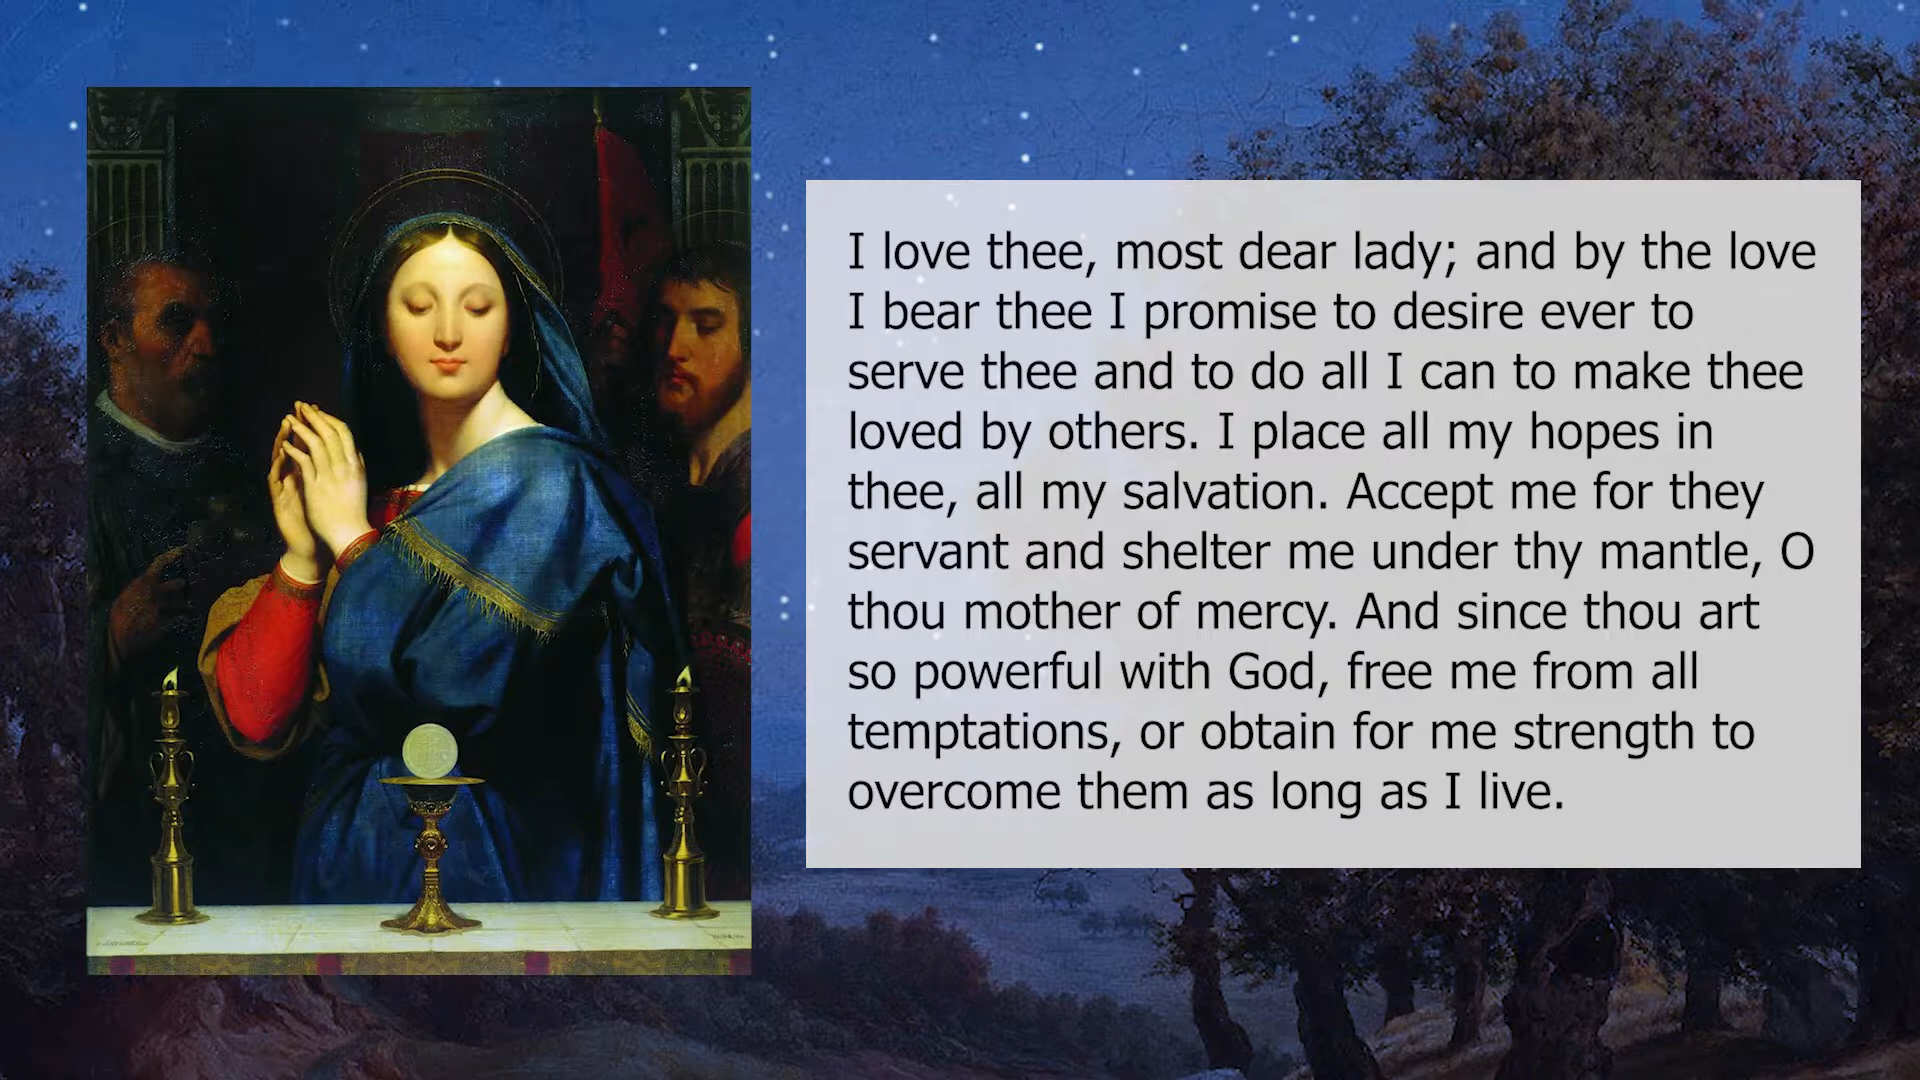 I love thee, most dear lady; and by the love
I bear thee I promise to desire ever to
serve thee and to do all I can to make thee
loved by others. I place all my hopes in
thee, all my salvation. Accept me for they
servant and shelter me under thy mantle, O
thou mother of mercy. And since thou art
so powerful with God, free me from all
temptations, or obtain for me strength to
overcome them as long as I live.